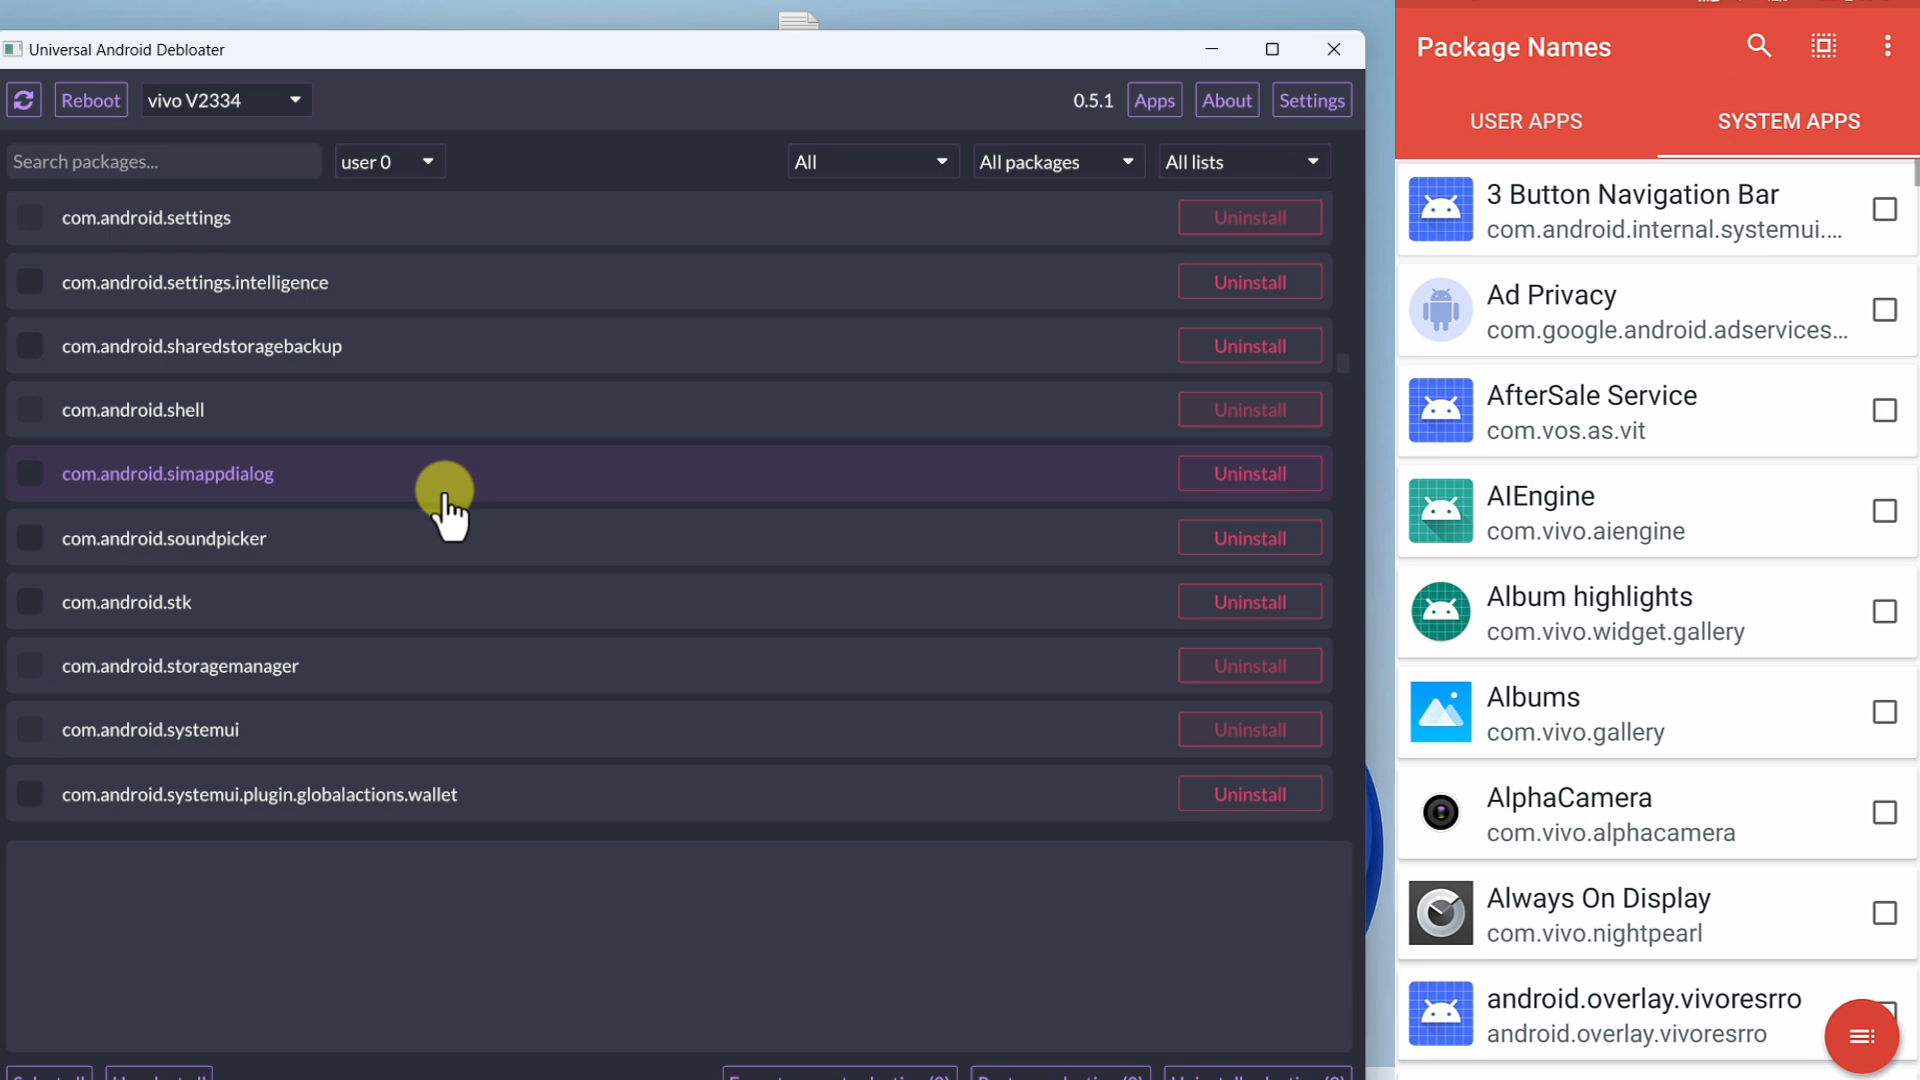 Universal Android Debloater
Reboot
vivo V2334
0.5.1
Apps
About
Settings
Search packages...
user 0
All
All packages
All lists
com.android.settings
Uninstall
com.android.settings.intelligence
Uninstall
com.android.sharedstoragebackup
Uninstall
com.android.shell
Uninstall
com.android.simappdialog
Uninstall
com.android.soundpicker
Uninstall
com.android.stk
Uninstall
com.android.storagemanager
Uninstall
com.android.systemui
Uninstall
com.android.systemui.plugin.globalactions.wallet
Uninstall
Package Names
USER APPS
SYSTEM APPS
3 Button Navigation Bar
com.android.internal.systemui....
Ad Privacy
com.google.android.adservices...
AfterSale Service
com.vos.as.vit
AIEngine
com.vivo.aiengine
Album highlights
com.vivo.widget.gallery
Albums
com.vivo.gallery
AlphaCamera
com.vivo.alphacamera
Always On Display
com.vivo.nightpearl
android.overlay.vivoresrro
android.overlay.vivoresrro